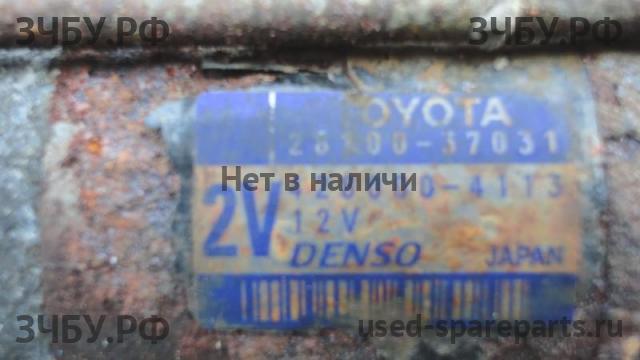 ЗЧБУ.РФ ЗЧБУ.РФ
TOYOTA
28100-37031
Нет в наличи
2V
12V
DENSO JAPAN
ЗЧБУ.РФ used-spareparts.ru